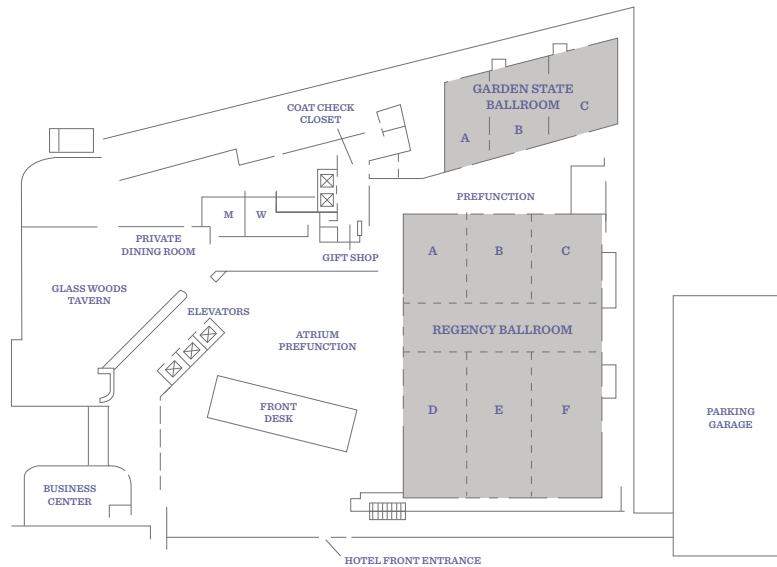 GARDEN STATE
BALLROOM
A
B
C
COAT CHECK
CLOSET
PREFUNCTION
M
W
PRIVATE
DINING ROOM
GIFT SHOP
A
B
C
GLASS WOODS
TAVERN
ELEVATORS
ATRIUM
PREFUNCTION
REGENCY BALLROOM
FRONT
DESK
D
E
F
PARKING
GARAGE
BUSINESS
CENTER
HOTEL FRONT ENTRANCE